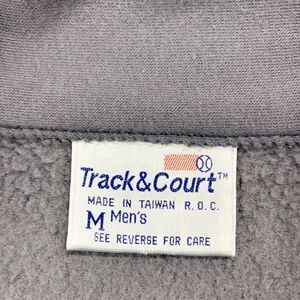 Track&Court™
MADE IN TAIWAN R.O.C.
M Men's
SEE REVERSE FOR CARE